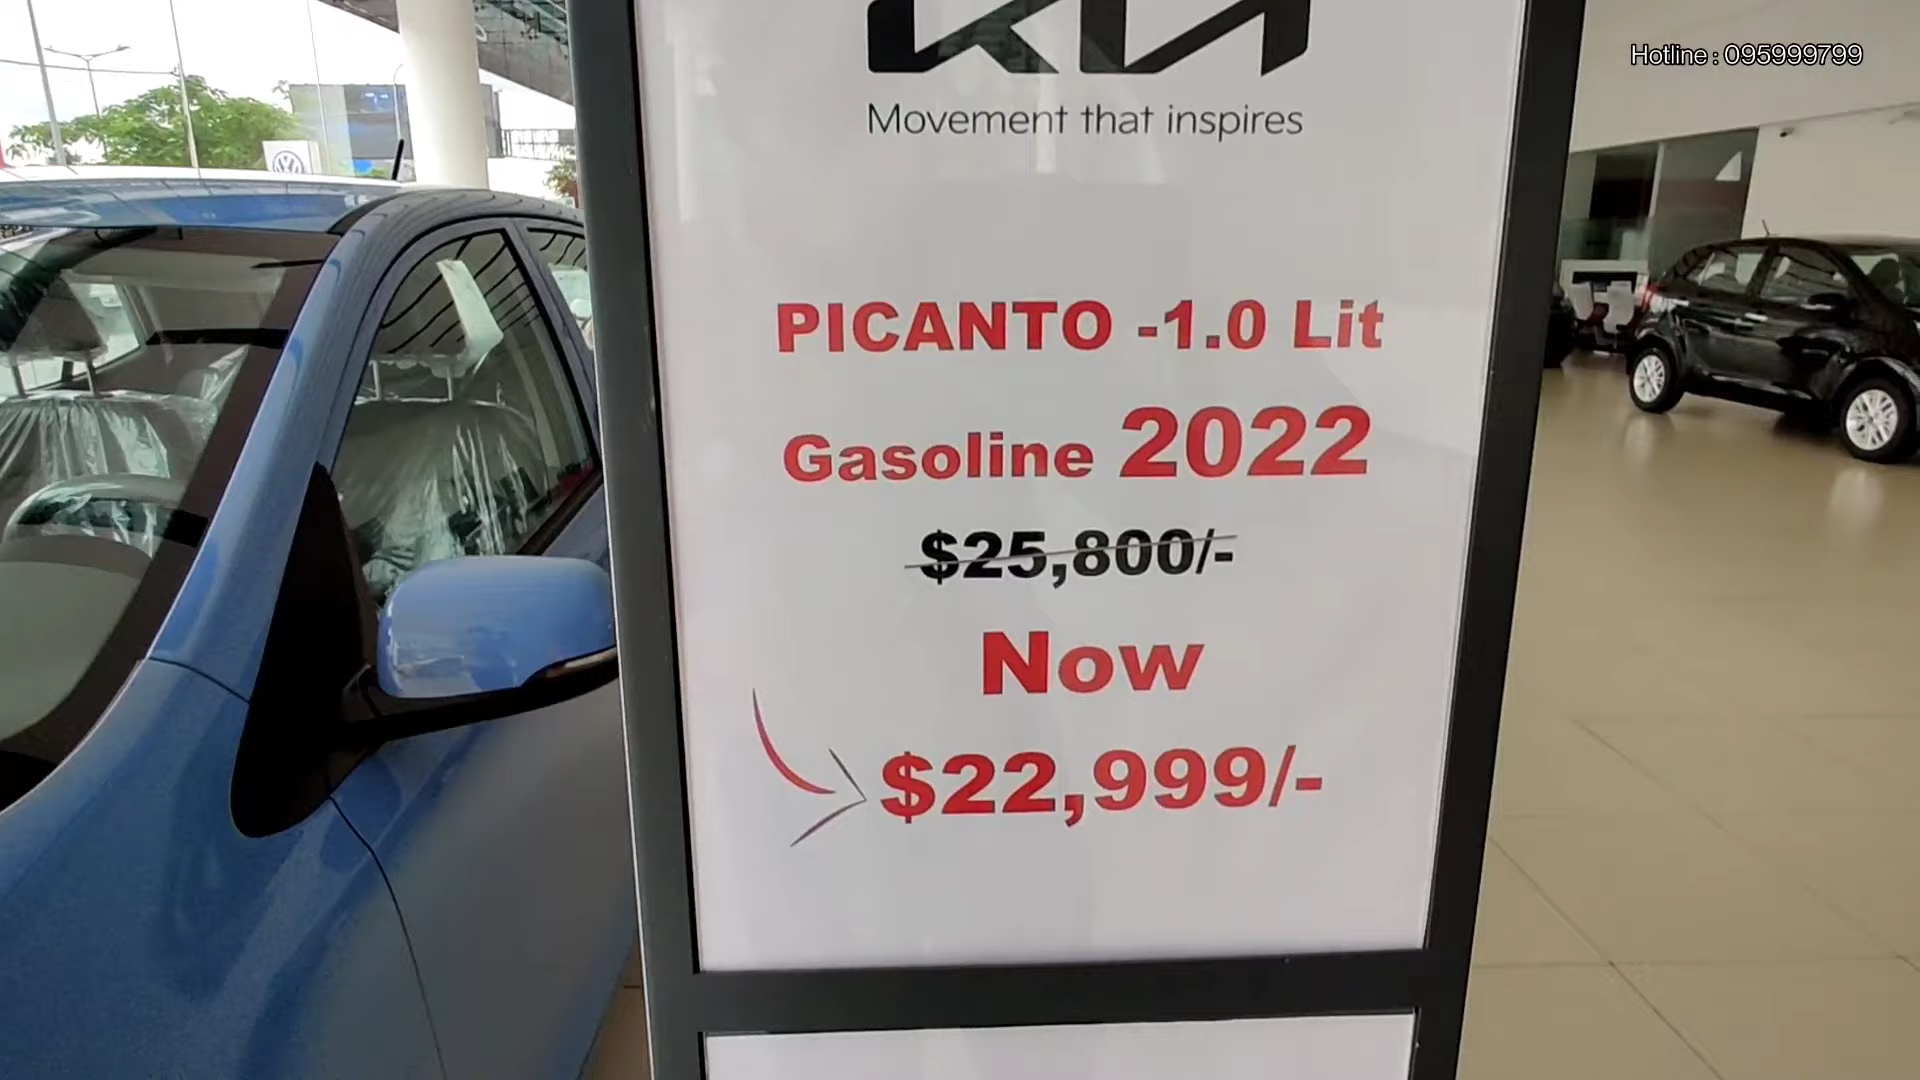 Hotline : 095999799
KIA
Movement that inspires
PICANTO -1.0 Lit
Gasoline 2022
$25,800/-
Now
$22,999/-